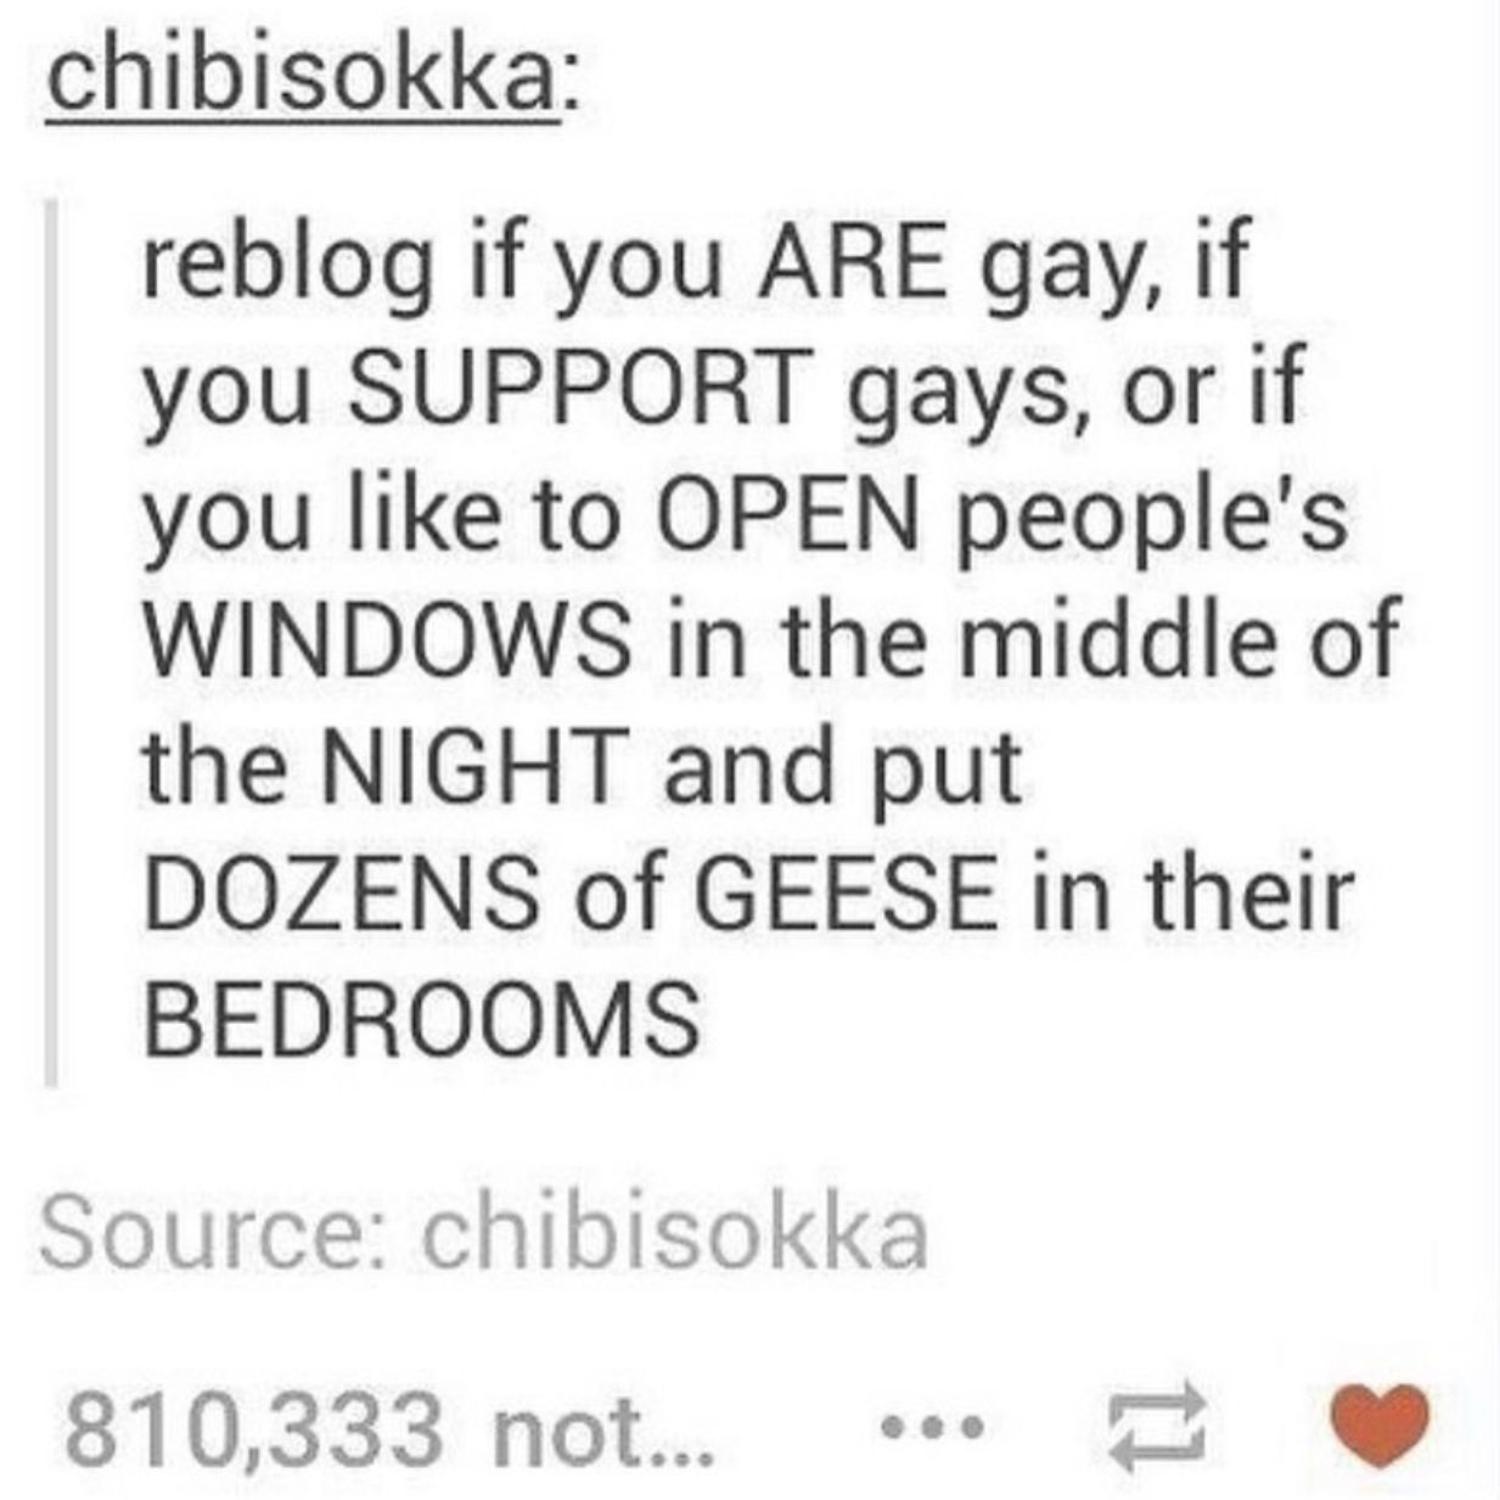 chibisokka:
reblog if you ARE gay, if
you SUPPORT gays, or if
you like to OPEN people's
WINDOWS in the middle of
the NIGHT and put
DOZENS of GEESE in their
BEDROOMS
Source: chibisokka
810,333 not...